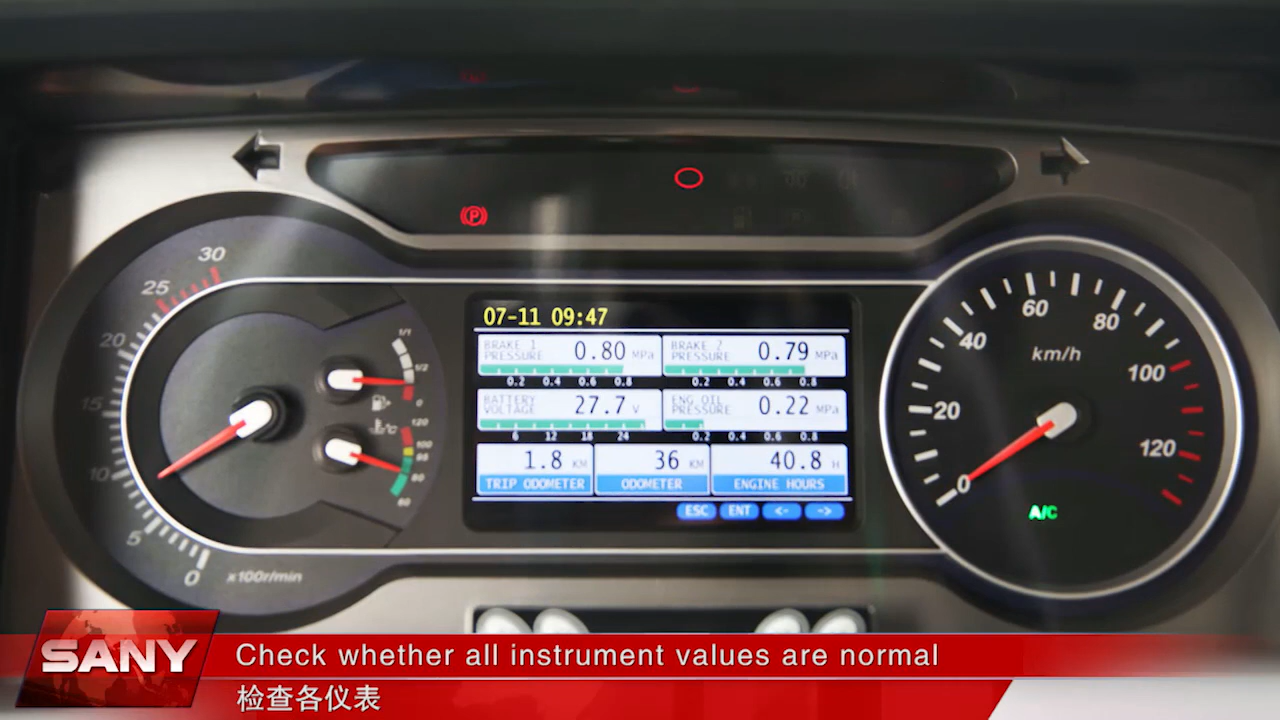 30
25
20
15
10
5
0
x100r/min
1/1
1/2
0
°C
120
100
80
60
P
07-11 09:47
BRAKE 1 PRESSURE 0.80 MPa
0.2 0.4 0.6 0.8
BRAKE 2 PRESSURE 0.79 MPa
0.2 0.4 0.6 0.8
BATTERY VOLTAGE 27.7 V
6 12 18 24
ENG OIL PRESSURE 0.22 MPa
0.2 0.4 0.6 0.8
1.8 KM
TRIP ODOMETER
36 KM
ODOMETER
40.8 H
ENGINE HOURS
ESC ENT <- ->
0
20
40
60
80
100
120
km/h
A/C
SANY
Check whether all instrument values are normal
检查各仪表